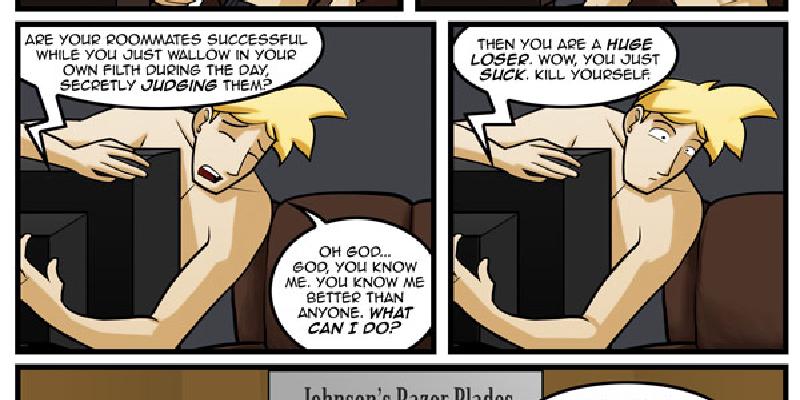 ARE YOUR ROOMMATES SUCCESSFUL
WHILE YOU JUST WALLOW IN YOUR
OWN FILTH DURING THE DAY,
SECRETLY JUDGING THEM?
OH GOD...
GOD, YOU KNOW
ME. YOU KNOW ME
BETTER THAN
ANYONE. WHAT
CAN I DO?
THEN YOU ARE A HUGE
LOSER. WOW, YOU JUST
SUCK. KILL YOURSELF.
Johnson's Razor Blades